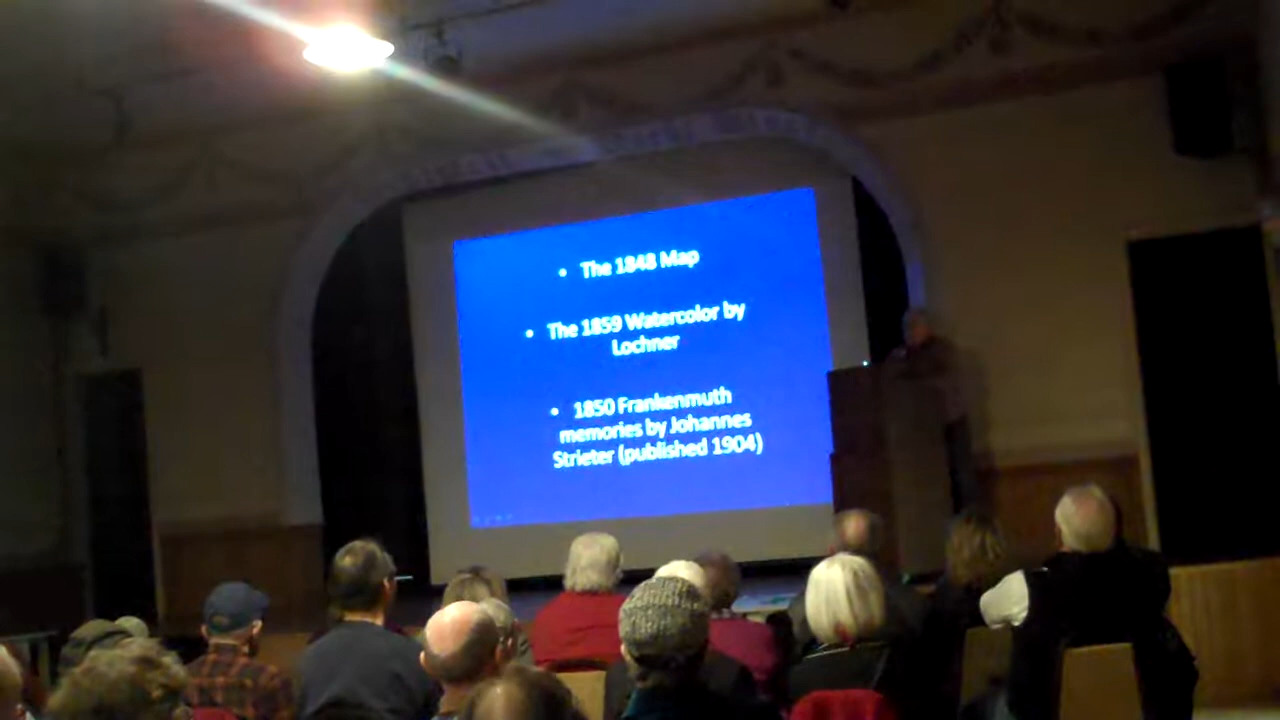 • The 1848 Map
• The 1859 Watercolor by
Lochner
• 1850 Frankenmuth
memories by Johannes
Strieter (published 1904)